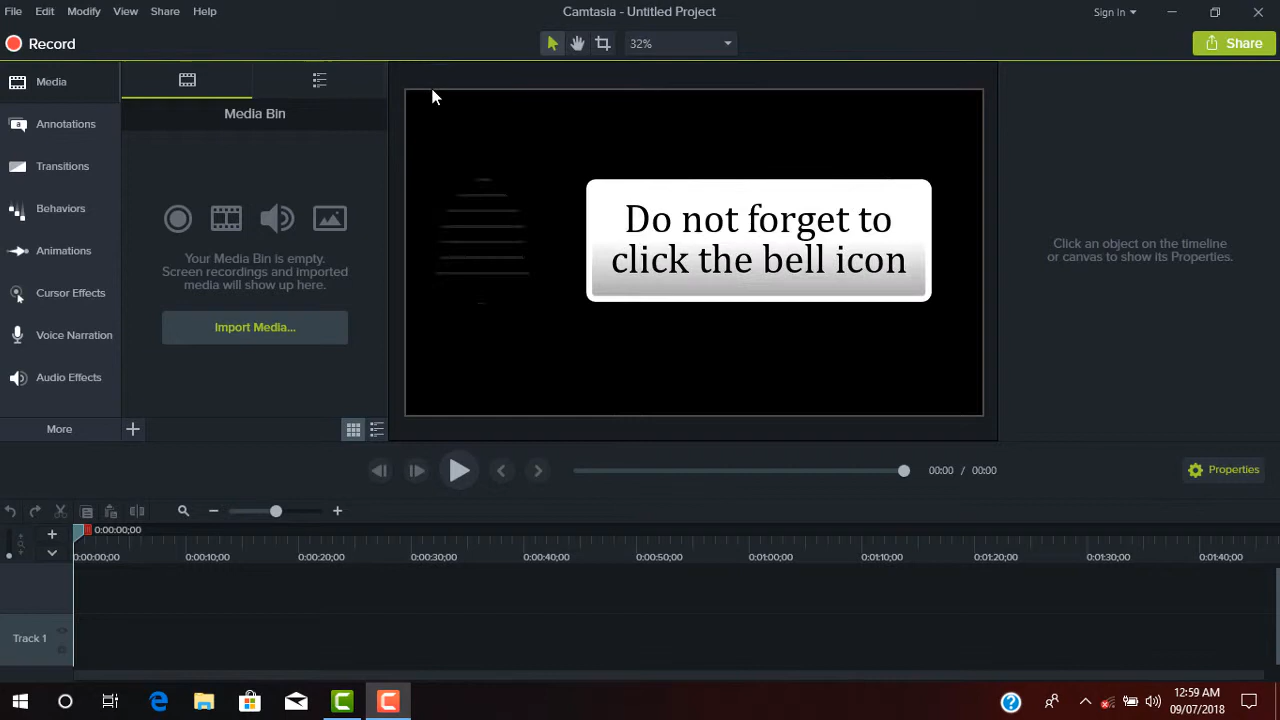 File Edit Modify View Share Help
Camtasia - Untitled Project
Sign In
Record
32%
Share
Media
Annotations
Transitions
Behaviors
Animations
Cursor Effects
Voice Narration
Audio Effects
More
Media Bin
Your Media Bin is empty.
Screen recordings and imported
media will show up here.
Import Media...
Do not forget to
click the bell icon
Click an object on the timeline
or canvas to show its Properties.
00:00 / 00:00
Properties
0:00:00;00
0:00:00;00 0:00:10;00 0:00:20;00 0:00:30;00 0:00:40;00 0:00:50;00 0:01:00;00 0:01:10;00 0:01:20;00 0:01:30;00 0:01:40;00
Track 1
12:59 AM
09/07/2018